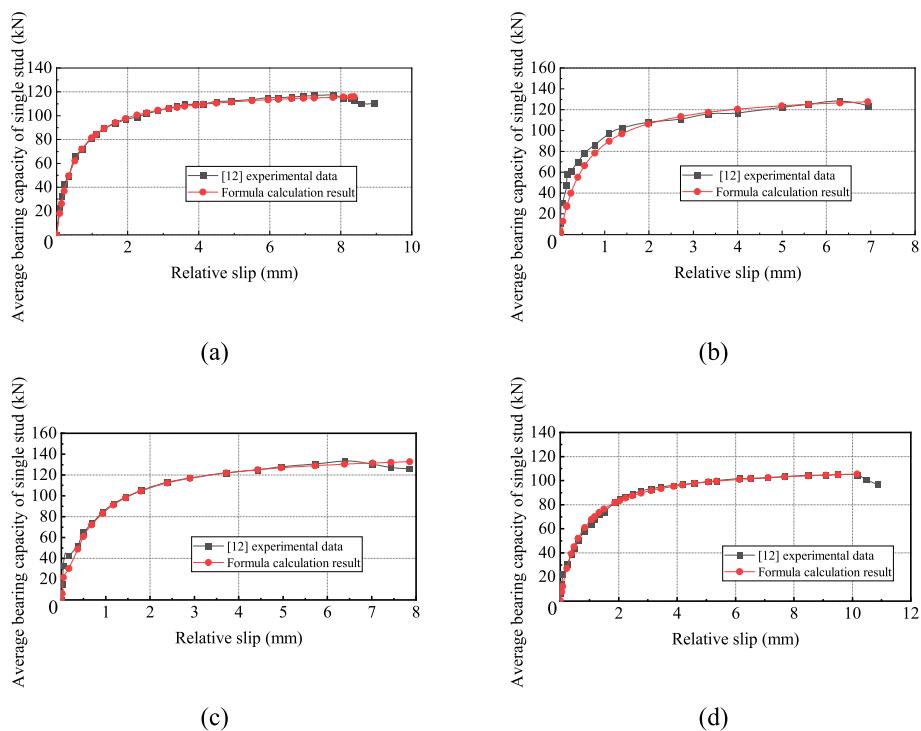 Average bearing capacity of single stud (kN)
140
120
100
80
60
40
20
0
0 2 4 6 8 10
[12] experimental data
Formula calculation result
Relative slip (mm)
(a)
Average bearing capacity of single stud (kN)
160
140
120
100
80
60
40
20
0
0 1 2 3 4 5 6 7 8
[12] experimental data
Formula calculation result
Relative slip (mm)
(b)
Average bearing capacity of single stud (kN)
160
140
120
100
80
60
40
20
0
0 1 2 3 4 5 6 7 8
[12] experimental data
Formula calculation result
Relative slip (mm)
(c)
Average bearing capacity of single stud (kN)
140
120
100
80
60
40
20
0
0 2 4 6 8 10 12
[12] experimental data
Formula calculation result
Relative slip (mm)
(d)